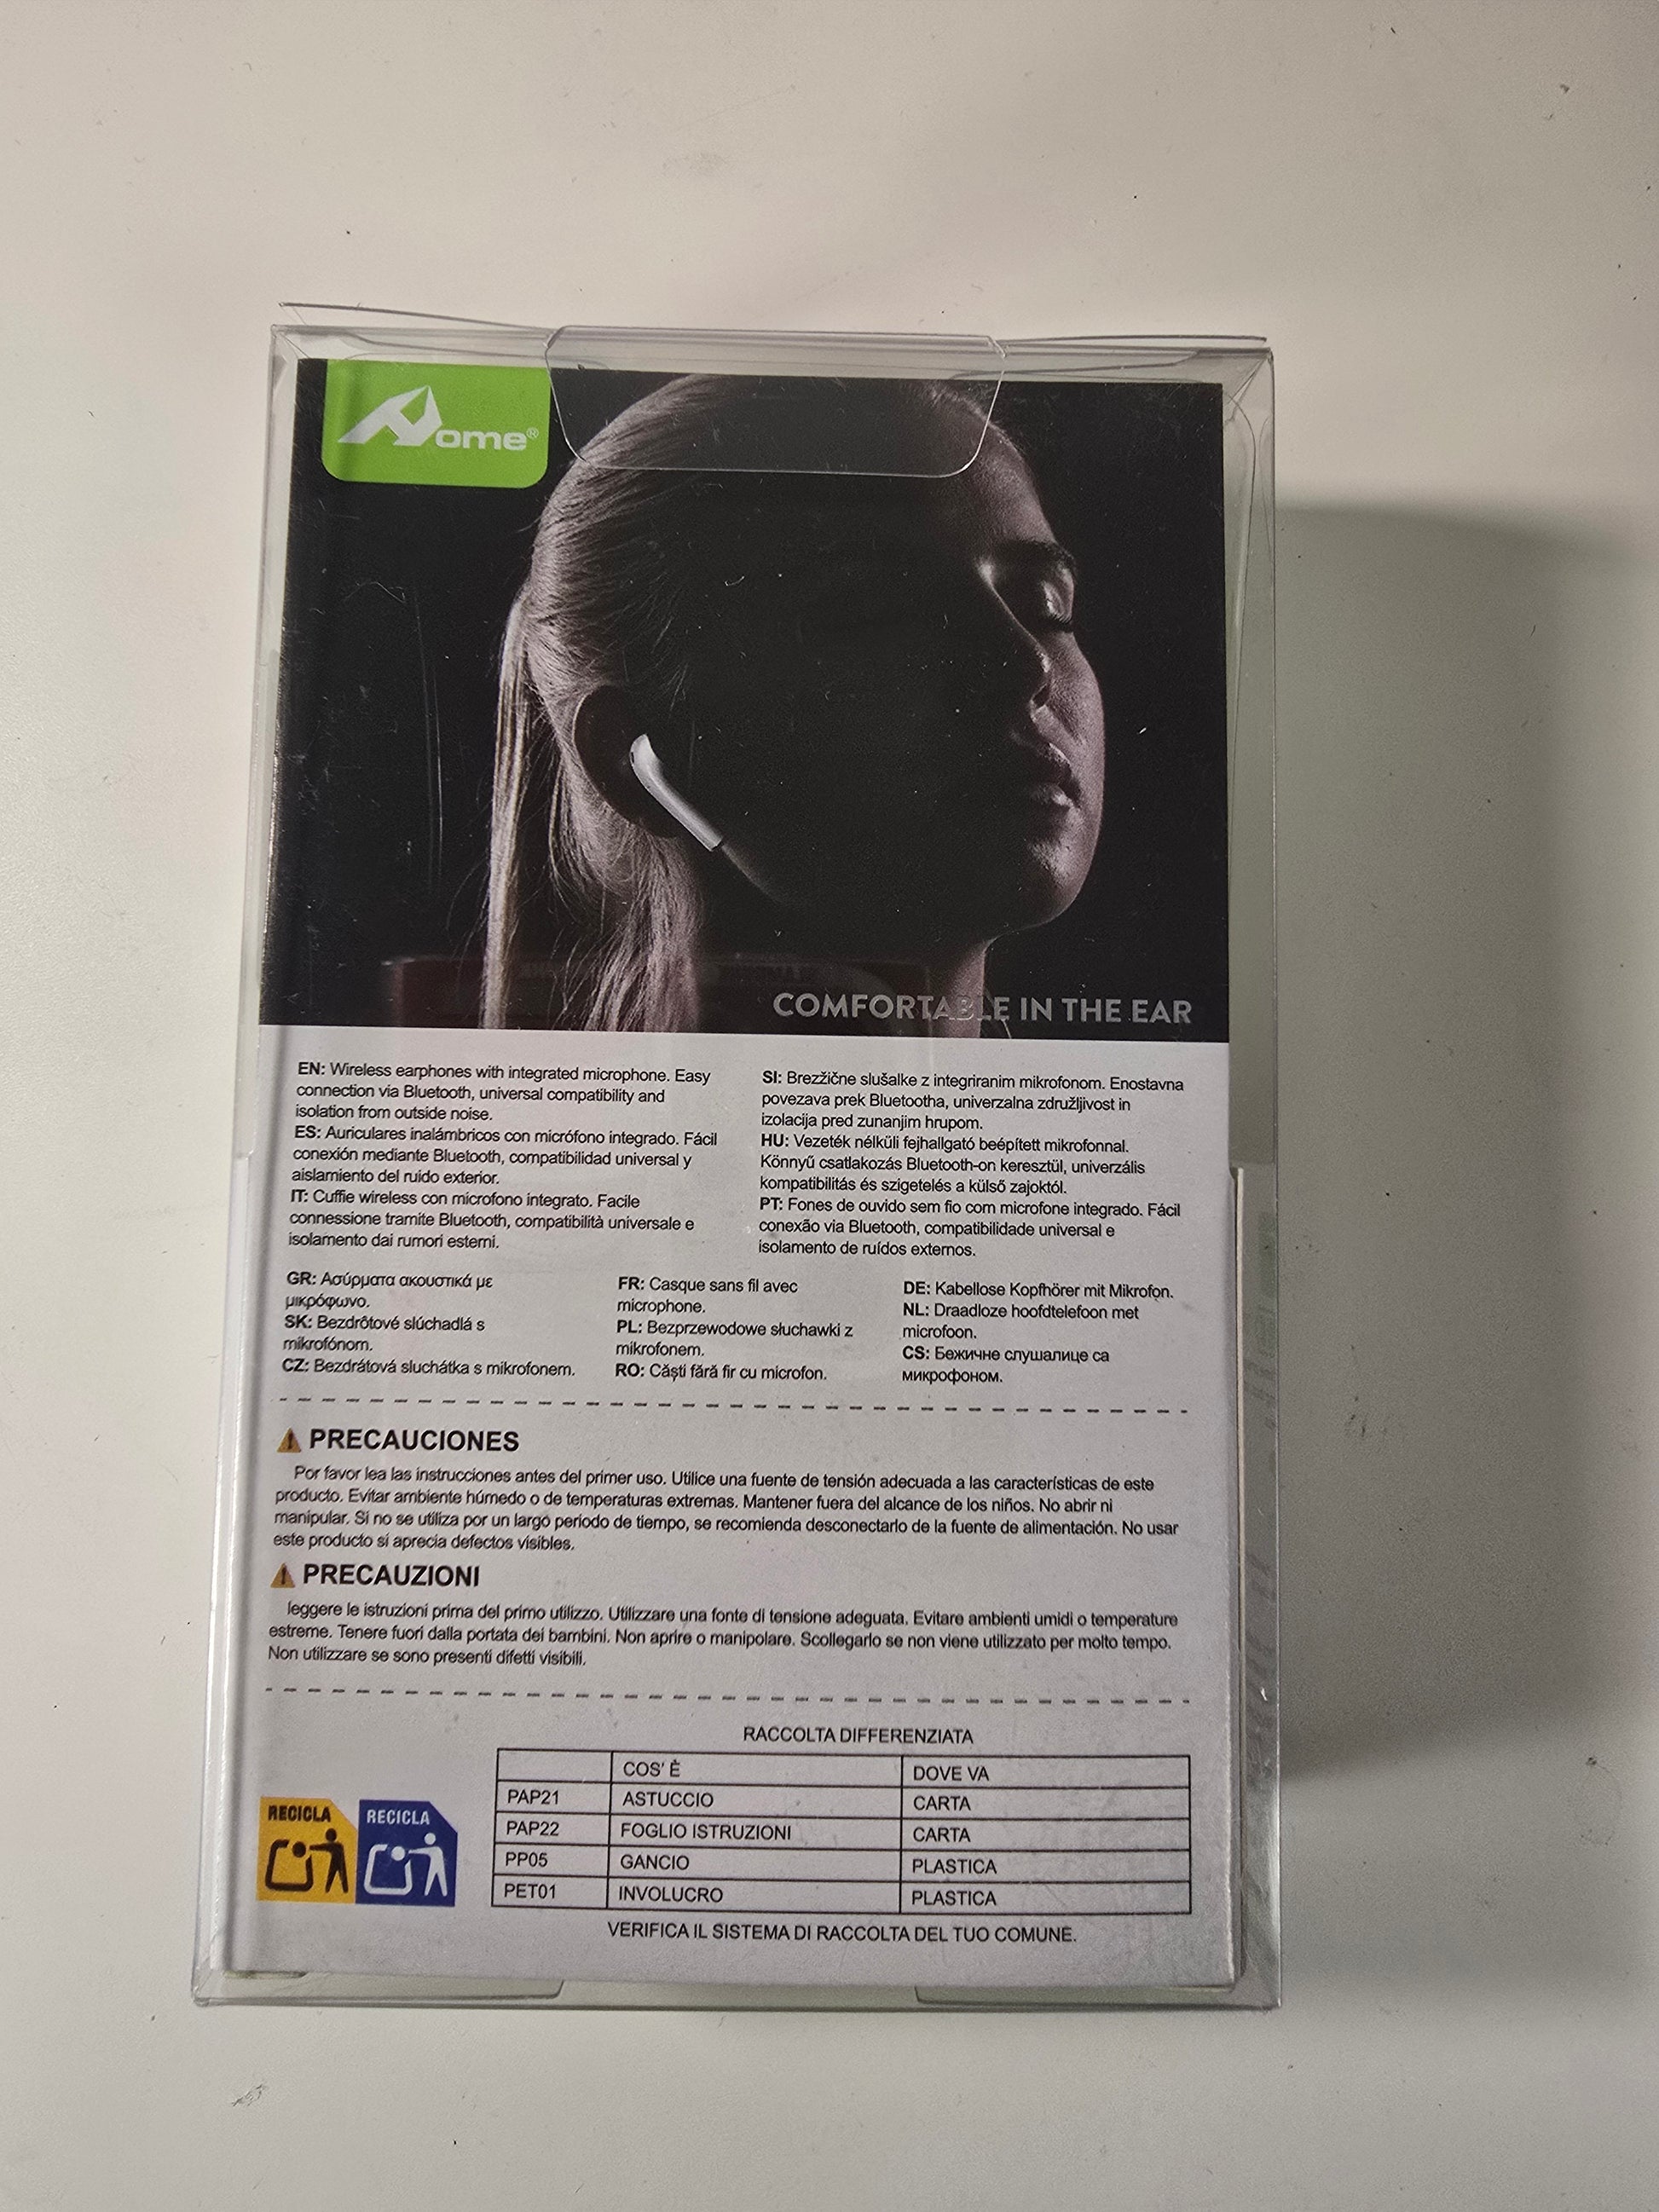 Home®
COMFORTABLE IN THE EAR
EN: Wireless earphones with integrated microphone. Easy
connection via Bluetooth, universal compatibility and
isolation from outside noise.
ES: Auriculares inalámbricos con micrófono integrado. Fácil
conexión mediante Bluetooth, compatibilidad universal y
aislamiento del ruido exterior.
IT: Cuffie wireless con microfono integrato. Facile
connessione tramite Bluetooth, compatibilità universale e
isolamento dai rumori esterni.
SI: Brezžične slušalke z integriranim mikrofonom. Enostavna
povezava prek Bluetootha, univerzalna združljivost in
izolacija pred zunanjim hrupom.
HU: Vezeték nélküli fejhallgató beépített mikrofonnal.
Könnyű csatlakozás Bluetooth-on keresztül, univerzális
kompatibilitás és szigetelés a külső zajoktól.
PT: Fones de ouvido sem fio com microfone integrado. Fácil
conexão via Bluetooth, compatibilidade universal e
isolamento de ruídos externos.
GR: Ασύρματα ακουστικά με
μικρόφωνο.
SK: Bezdrôtové slúchadlá s
mikrofónom.
CZ: Bezdrátová sluchátka s mikrofonem.
FR: Casque sans fil avec
microphone.
PL: Bezprzewodowe słuchawki z
mikrofonem.
RO: Căști fără fir cu microfon.
DE: Kabellose Kopfhörer mit Mikrofon.
NL: Draadloze hoofdtelefoon met
microfoon.
CS: Бежичне слушалице са
микрофоном.
PRECAUCIONES
Por favor lea las instrucciones antes del primer uso. Utilice una fuente de tensión adecuada a las características de este
producto. Evitar ambiente húmedo o de temperaturas extremas. Mantener fuera del alcance de los niños. No abrir ni
manipular. Si no se utiliza por un largo periodo de tiempo, se recomienda desconectarlo de la fuente de alimentación. No usar
este producto si aprecia defectos visibles.
PRECAUZIONI
leggere le istruzioni prima del primo utilizzo. Utilizzare una fonte di tensione adeguata. Evitare ambienti umidi o temperature
estreme. Tenere fuori dalla portata dei bambini. Non aprire o manipolare. Scollegarlo se non viene utilizzato per molto tempo.
Non utilizzare se sono presenti difetti visibili.
RACCOLTA DIFFERENZIATA
COS' È DOVE VA
PAP21 ASTUCCIO CARTA
PAP22 FOGLIO ISTRUZIONI CARTA
PP05 GANCIO PLASTICA
PET01 INVOLUCRO PLASTICA
RECICLA RECICLA
VERIFICA IL SISTEMA DI RACCOLTA DEL TUO COMUNE.